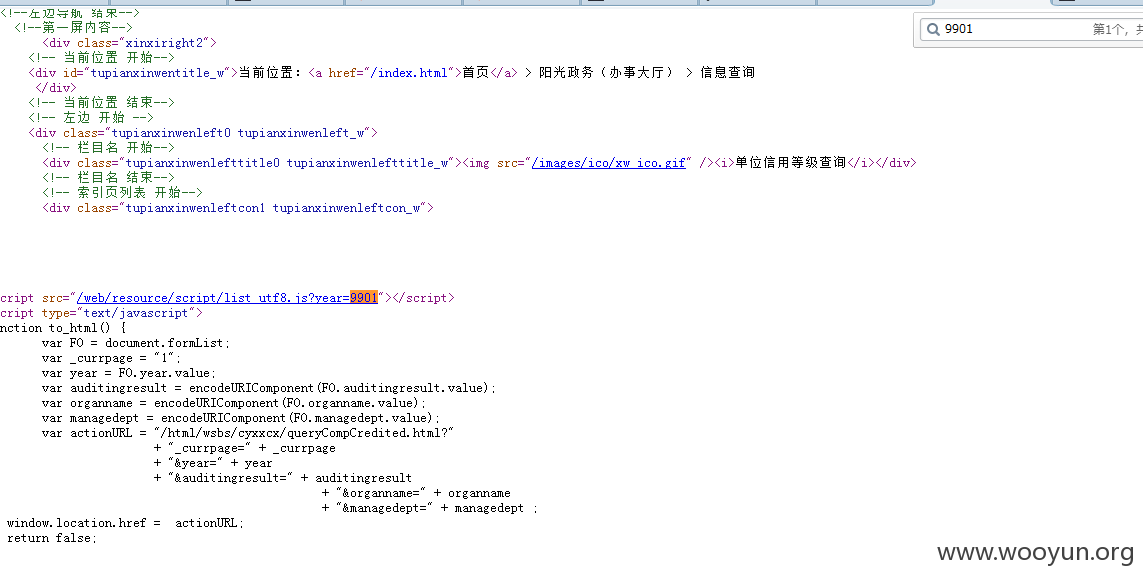 <!--左边导航 结束-->
<!--第一屏内容-->
<div class="xinxiright2">
<!-- 当前位置 开始-->
<div id="tupianxinwentitle_w">当前位置：<a href="/index.html">首页</a> > 阳光政务（办事大厅） > 信息查询
</div>
<!-- 当前位置 结束-->
<!-- 左边 开始 -->
<div class="tupianxinwenleft0 tupianxinwenleft_w">
<!-- 栏目名 开始-->
<div class="tupianxinwenlefttitle0 tupianxinwenlefttitle_w"><img src="/images/ico/xw_ico.gif" /><i>单位信用等级查询</i></div>
<!-- 栏目名 结束-->
<!-- 索引页列表 开始-->
<div class="tupianxinwenleftcon1 tupianxinwenleftcon_w">
cript src="/web/resource/script/list_utf8.js?year=9901"></script>
cript type="text/javascript">
nction to_html() {
var FO = document.formList;
var _currpage = "1";
var year = FO.year.value;
var auditingresult = encodeURIComponent(FO.auditingresult.value);
var organname = encodeURIComponent(FO.organname.value);
var managedept = encodeURIComponent(FO.managedept.value);
var actionURL = "/html/wsbs/cyxxcx/queryCompCredited.html?"
+ "_currpage=" + _currpage
+ "&year=" + year
+ "&auditingresult=" + auditingresult
+ "&organname=" + organname
+ "&managedept=" + managedept ;
window.location.href =  actionURL;
return false;
9901
第1个，共
www.wooyun.org